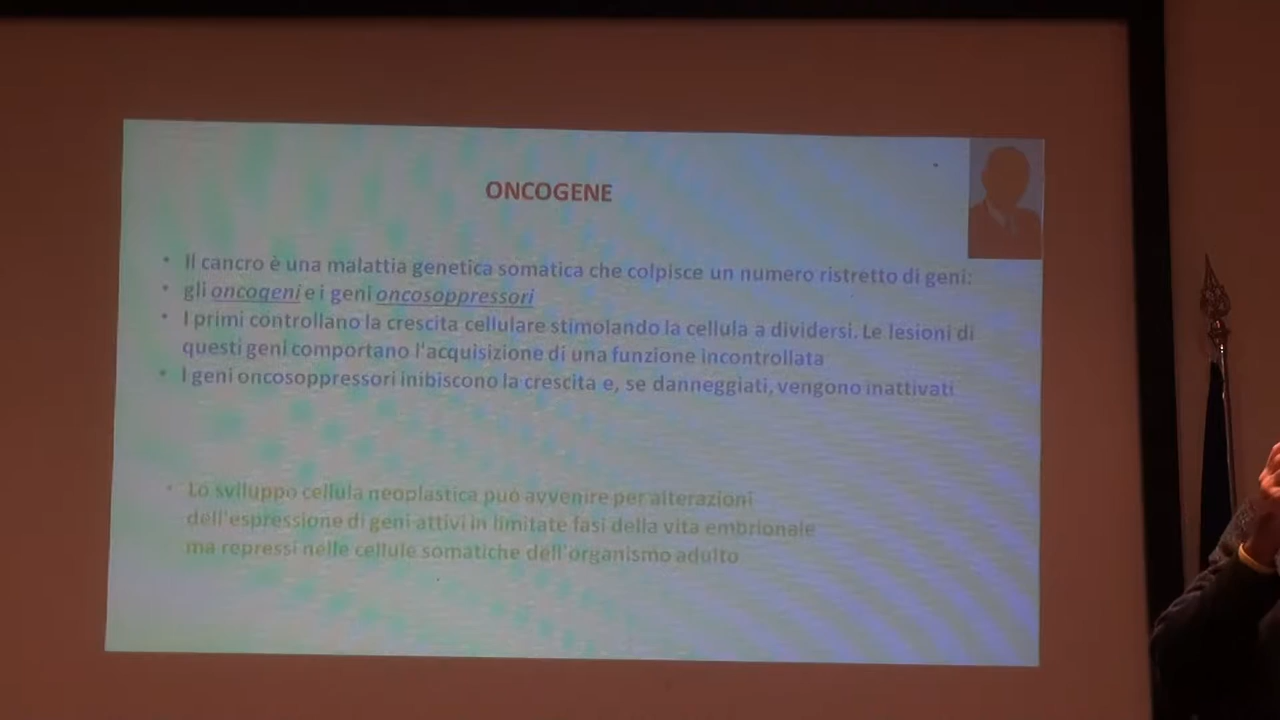 ONCOGENE
• Il cancro è una malattia genetica somatica che colpisce un numero ristretto di geni:
• gli oncogeni e i geni oncosoppressori
• I primi controllano la crescita cellulare stimolando la cellula a dividersi. Le lesioni di
questi geni comportano l'acquisizione di una funzione incontrollata
• I geni oncosoppressori inibiscono la crescita e, se danneggiati, vengono inattivati
• Lo sviluppo cellula neoplastica può avvenire per alterazioni
dell'espressione di geni attivi in limitate fasi della vita embrionale
ma repressi nelle cellule somatiche dell'organismo adulto